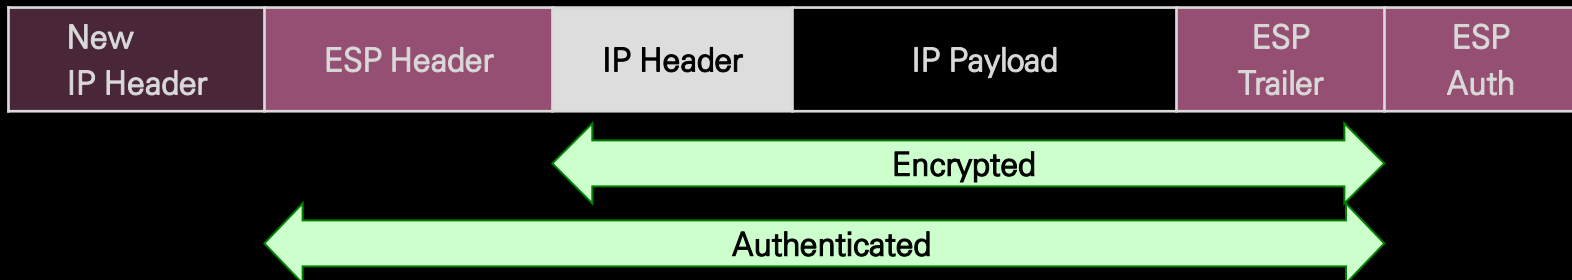 New
IP Header
ESP Header
IP Header
IP Payload
ESP
Trailer
ESP
Auth
Encrypted
Authenticated